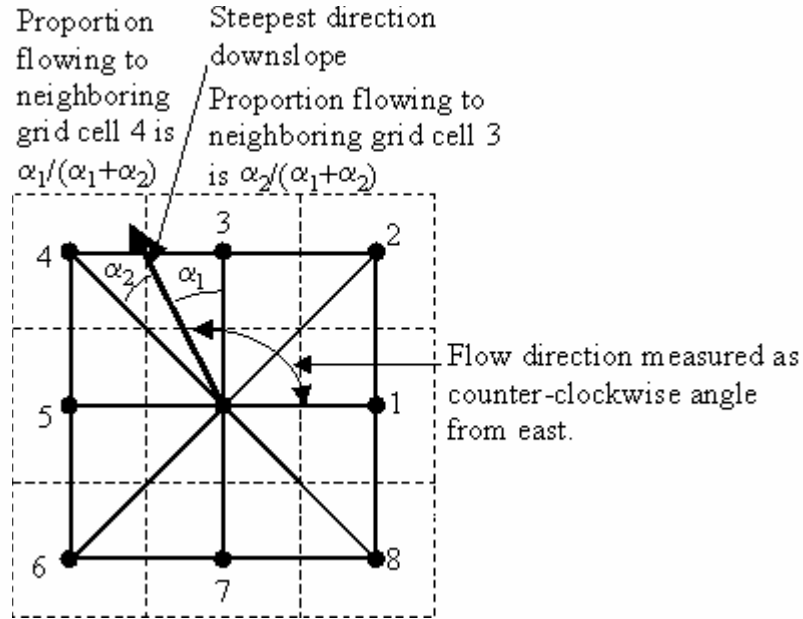 Proportion
flowing to
neighboring
grid cell 4 is
α₁/(α₁+α₂)
Steepest direction
downslope
Proportion flowing to
neighboring grid cell 3
is α₂/(α₁+α₂)
4
3
2
α₂
α₁
Flow direction measured as
counter-clockwise angle
from east.
5
1
6
7
8